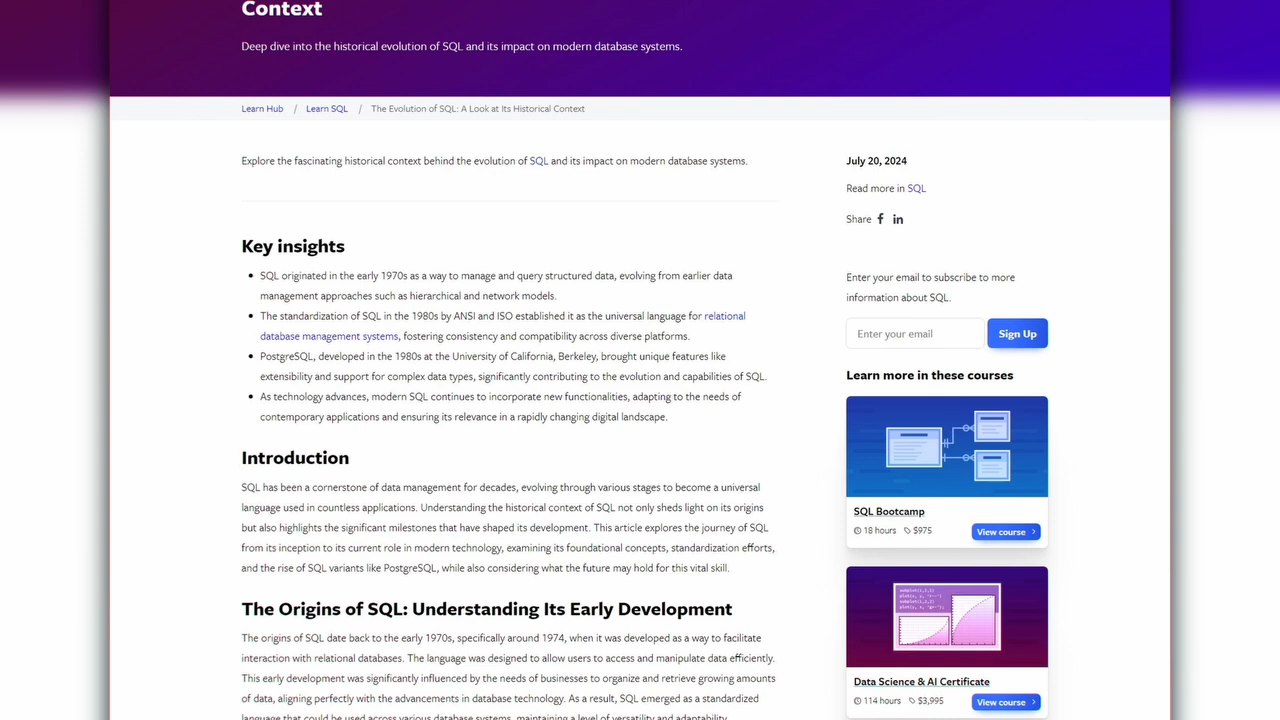 Context
Deep dive into the historical evolution of SQL and its impact on modern database systems.
Learn Hub / Learn SQL / The Evolution of SQL: A Look at Its Historical Context
Explore the fascinating historical context behind the evolution of SQL and its impact on modern database systems.
Key insights
SQL originated in the early 1970s as a way to manage and query structured data, evolving from earlier data
management approaches such as hierarchical and network models.
The standardization of SQL in the 1980s by ANSI and ISO established it as the universal language for relational
database management systems, fostering consistency and compatibility across diverse platforms.
PostgreSQL, developed in the 1980s at the University of California, Berkeley, brought unique features like
extensibility and support for complex data types, significantly contributing to the evolution and capabilities of SQL.
As technology advances, modern SQL continues to incorporate new functionalities, adapting to the needs of
contemporary applications and ensuring its relevance in a rapidly changing digital landscape.
Introduction
SQL has been a cornerstone of data management for decades, evolving through various stages to become a universal
language used in countless applications. Understanding the historical context of SQL not only sheds light on its origins
but also highlights the significant milestones that have shaped its development. This article explores the journey of SQL
from its inception to its current role in modern technology, examining its foundational concepts, standardization efforts,
and the rise of SQL variants like PostgreSQL, while also considering what the future may hold for this vital skill.
The Origins of SQL: Understanding Its Early Development
The origins of SQL date back to the early 1970s, specifically around 1974, when it was developed as a way to facilitate
interaction with relational databases. The language was designed to allow users to access and manipulate data efficiently.
This early development was significantly influenced by the needs of businesses to organize and retrieve growing amounts
of data, aligning perfectly with the advancements in database technology. As a result, SQL emerged as a standardized
language that could be used across various database systems, maintaining a level of versatility and adaptability
July 20, 2024
Read more in SQL
Share
Enter your email to subscribe to more
information about SQL.
Enter your email
Sign Up
Learn more in these courses
SQL Bootcamp
18 hours $975
View course
Data Science & AI Certificate
114 hours $3,995
View course